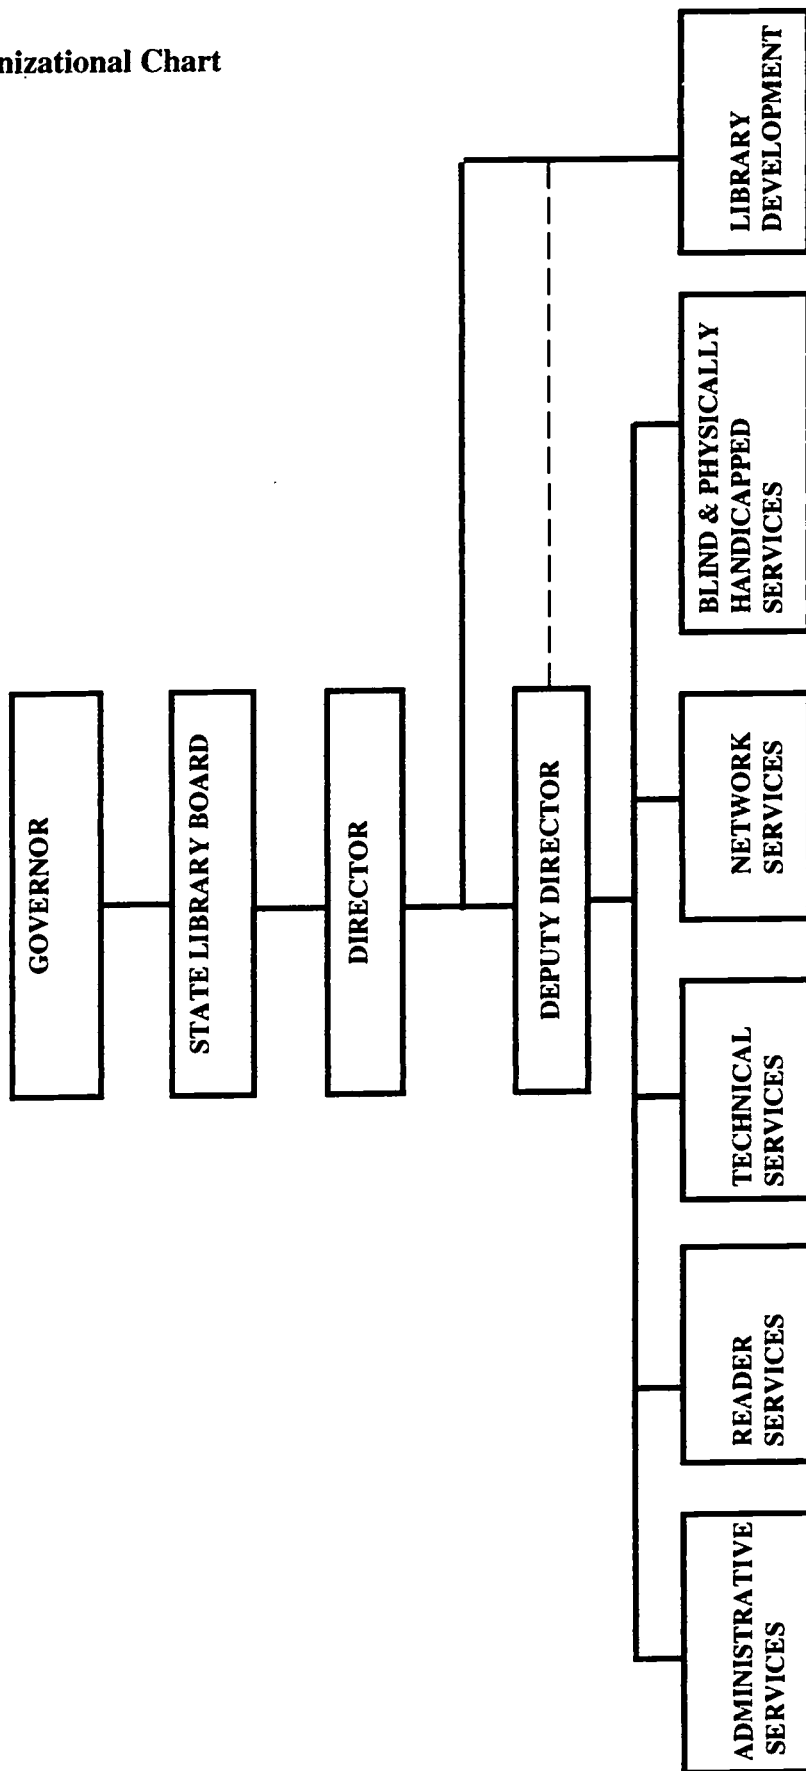 nizational Chart
GOVERNOR
STATE LIBRARY BOARD
DIRECTOR
DEPUTY DIRECTOR
ADMINISTRATIVE
SERVICES
READER
SERVICES
TECHNICAL
SERVICES
NETWORK
SERVICES
BLIND & PHYSICALLY
HANDICAPPED
SERVICES
LIBRARY
DEVELOPMENT